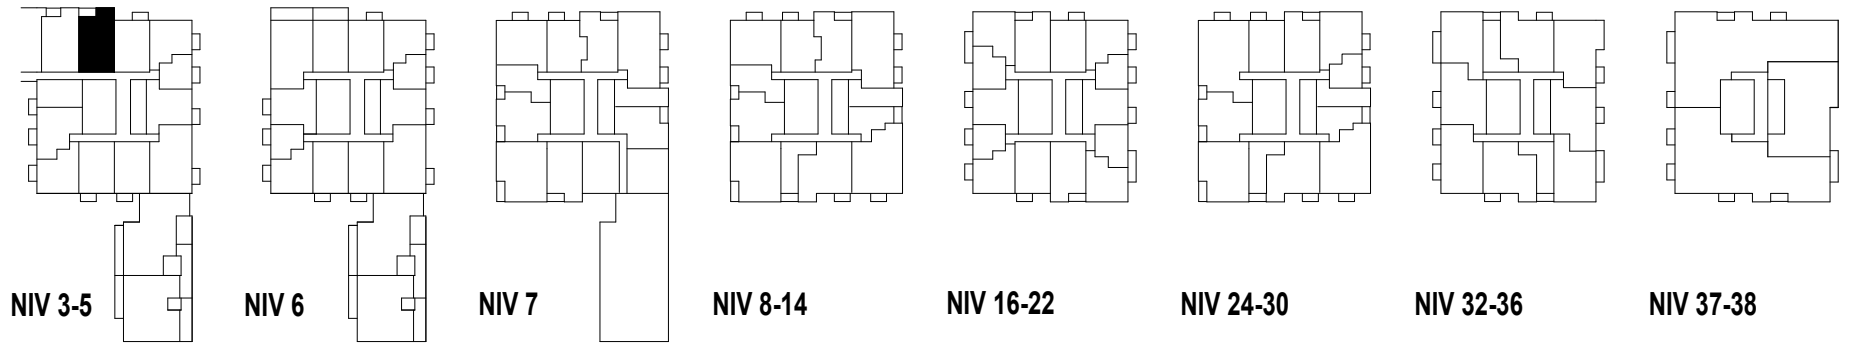 NIV 3-5
NIV 6
NIV 7
NIV 8-14
NIV 16-22
NIV 24-30
NIV 32-36
NIV 37-38